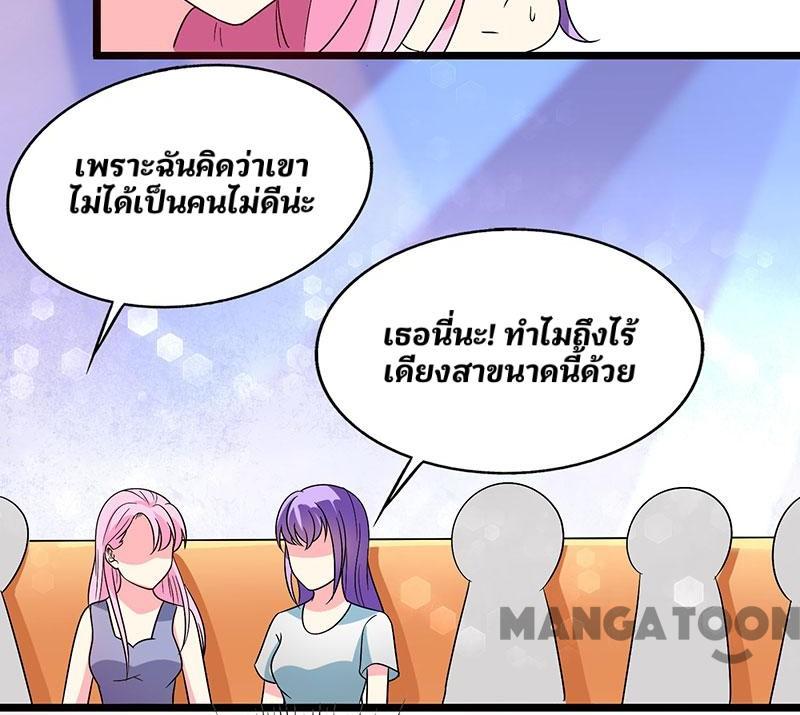 เพราะฉันคิดว่าเขา
ไม่ได้เป็นคนไม่ดีน่ะ
เธอนี่นะ! ทำไมถึงไร้
เดียงสาขนาดนี้ด้วย
MANGATOON